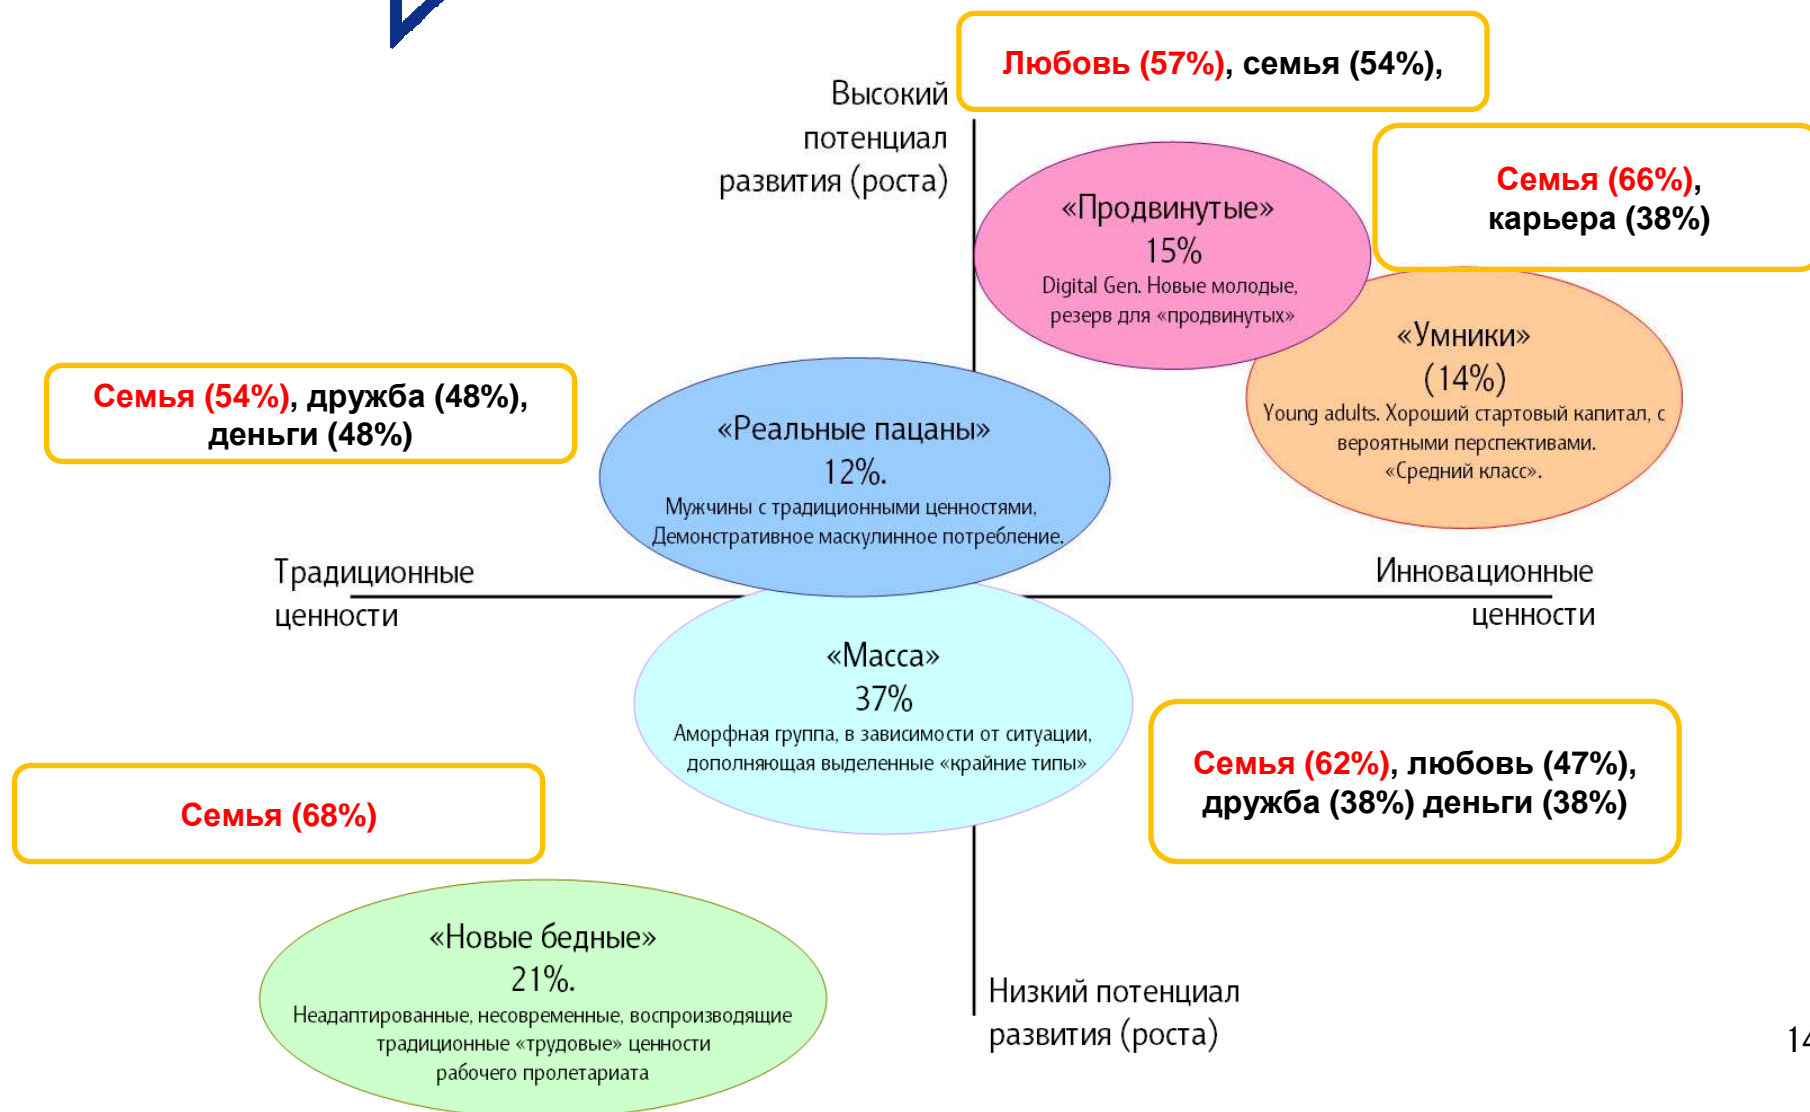 Любовь (57%), семья (54%),
Высокий
потенциал
развития (роста)
Семья (66%),
карьера (38%)
«Продвинутые»
15%
Digital Gen. Новые молодые,
резерв для «продвинутых»
«Умники»
(14%)
Young adults. Хороший стартовый капитал, с
вероятными перспективами.
«Средний класс».
Семья (54%), дружба (48%),
деньги (48%)
«Реальные пацаны»
12%.
Мужчины с традиционными ценностями,
Демонстративное маскулинное потребление.
Традиционные
ценности
Инновационные
ценности
«Масса»
37%
Аморфная группа, в зависимости от ситуации,
дополняющая выделенные «крайние типы»
Семья (62%), любовь (47%),
дружба (38%) деньги (38%)
Семья (68%)
«Новые бедные»
21%.
Неадаптированные, несовременные, воспроизводящие
традиционные «трудовые» ценности
рабочего пролетариата
Низкий потенциал
развития (роста)
14